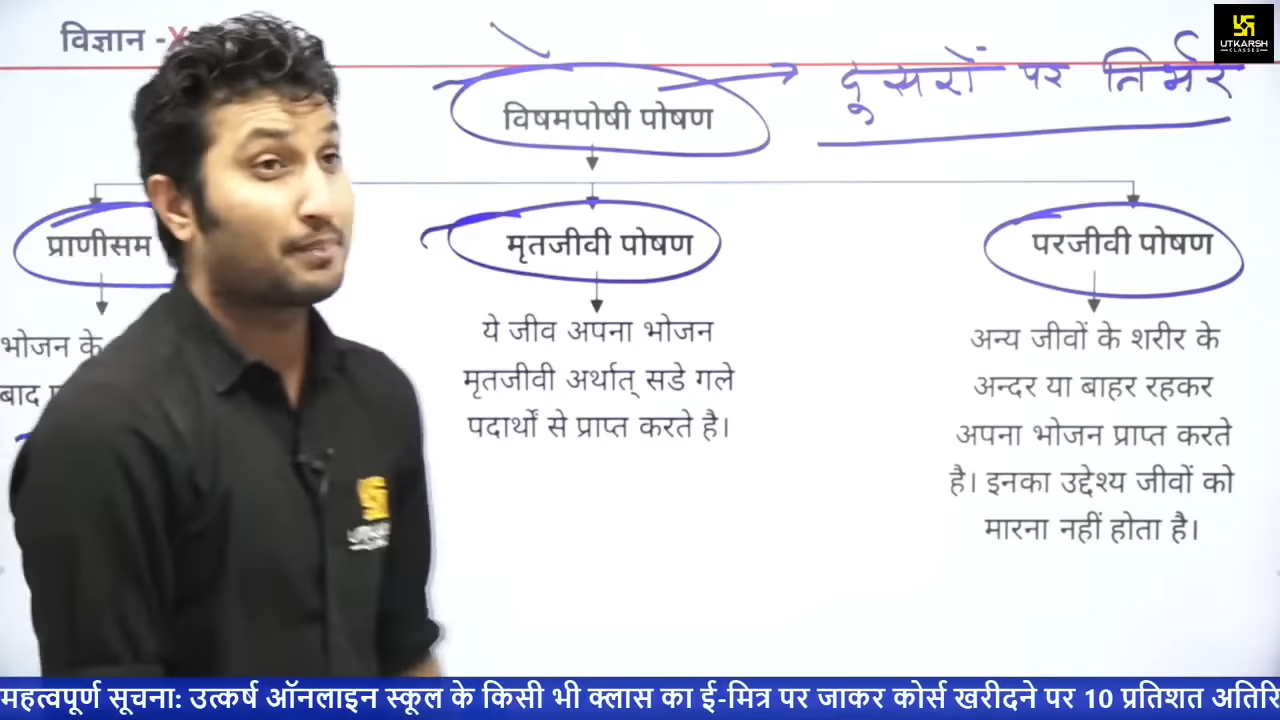 विज्ञान -X
UTKARSH
CLASSES
दूसरों पर निर्भर
विषमपोषी पोषण
प्राणीसम
मृतजीवी पोषण
परजीवी पोषण
भोजन के
बाद
ये जीव अपना भोजन
मृतजीवी अर्थात् सडे गले
पदार्थों से प्राप्त करते है।
अन्य जीवों के शरीर के
अन्दर या बाहर रहकर
अपना भोजन प्राप्त करते
है। इनका उद्देश्य जीवों को
मारना नहीं होता है।
महत्वपूर्ण सूचना: उत्कर्ष ऑनलाइन स्कूल के किसी भी क्लास का ई-मित्र पर जाकर कोर्स खरीदने पर 10 प्रतिशत अतिरि